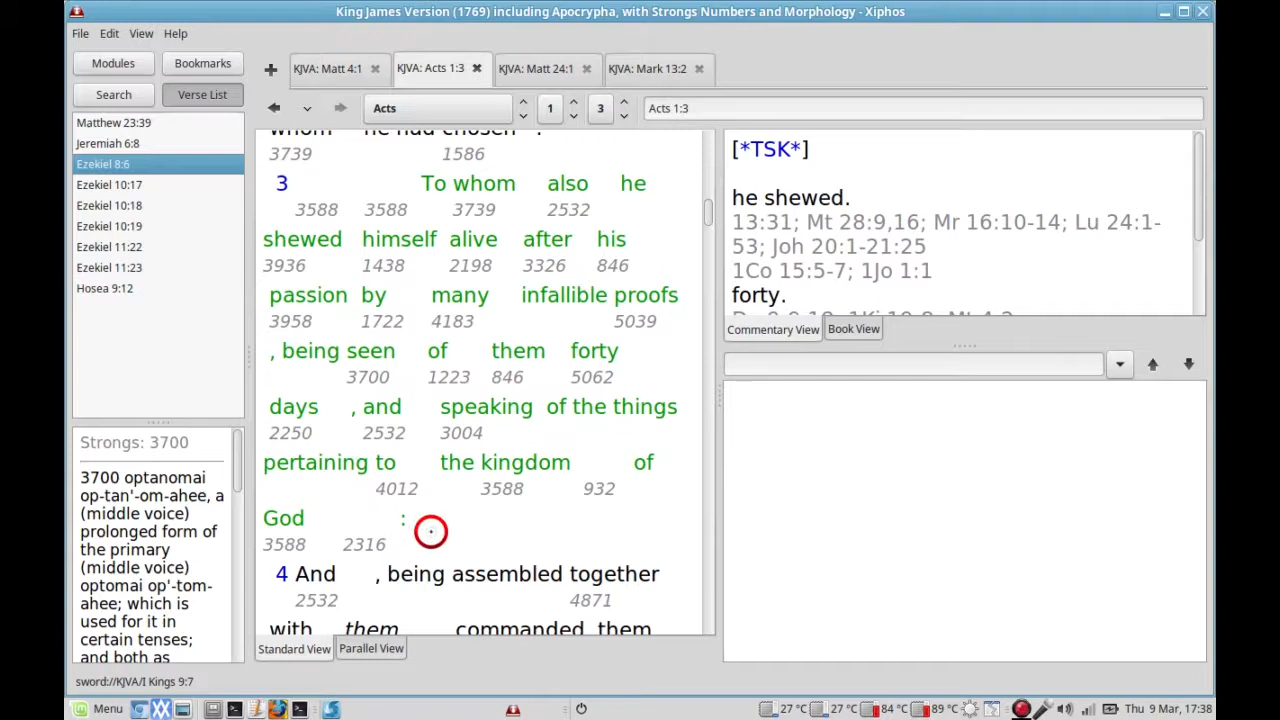 King James Version (1769) including Apocrypha, with Strongs Numbers and Morphology - Xiphos
File Edit View Help
Modules Bookmarks
Search Verse List
Matthew 23:39
Jeremiah 6:8
Ezekiel 8:6
Ezekiel 10:17
Ezekiel 10:18
Ezekiel 10:19
Ezekiel 11:22
Ezekiel 11:23
Hosea 9:12
Strongs: 3700
3700 optanomai
op-tan'-om-ahee, a
(middle voice)
prolonged form of
the primary
(middle voice)
optomai op'-tom-
ahee; which is
used for it in
certain tenses;
and both as
sword://KJVA/I Kings 9:7
KJVA: Matt 4:1 KJVA: Acts 1:3 KJVA: Matt 24:1 KJVA: Mark 13:2
Acts 1 3 Acts 1:3
whom he had chosen :
3739 1586
3 To whom also he
3588 3588 3739 2532
shewed himself alive after his
3936 1438 2198 3326 846
passion by many infallible proofs
3958 1722 4183 5039
, being seen of them forty
3700 1223 846 5062
days , and speaking of the things
2250 2532 3004
pertaining to the kingdom of
4012 3588 932
God :
3588 2316
4 And , being assembled together
2532 4871
with them commanded them
Standard View Parallel View
[*TSK*]
he shewed.
13:31; Mt 28:9,16; Mr 16:10-14; Lu 24:1-
53; Joh 20:1-21:25
1Co 15:5-7; 1Jo 1:1
forty.
Commentary View Book View
Menu 27 °C 27 °C 84 °C 89 °C Thu 9 Mar, 17:38